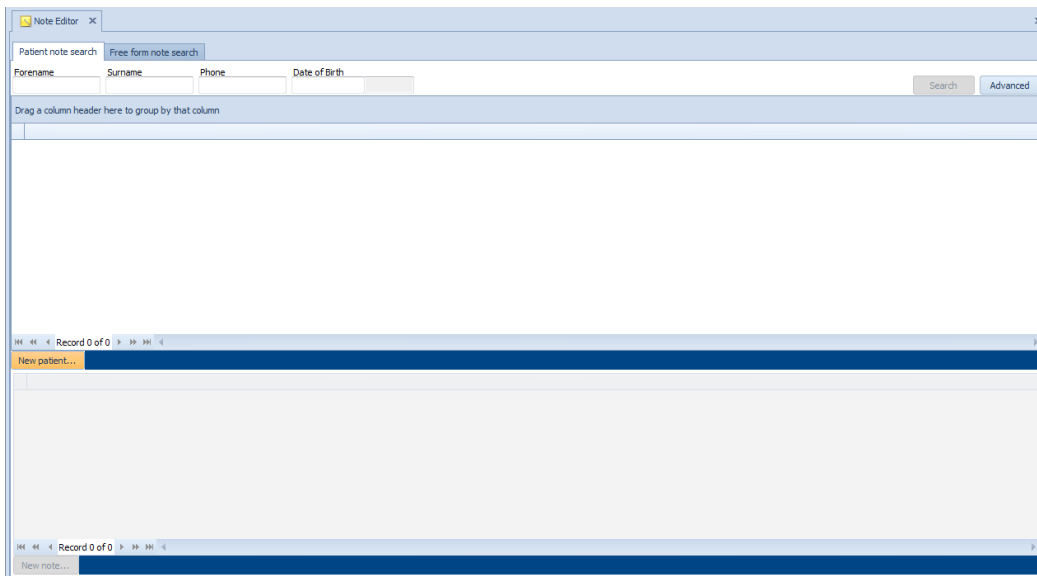 Note Editor
Patient note search Free form note search
Forename Surname Phone Date of Birth
Search Advanced
Drag a column header here to group by that column
Record 0 of 0
New patient...
Record 0 of 0
New note...